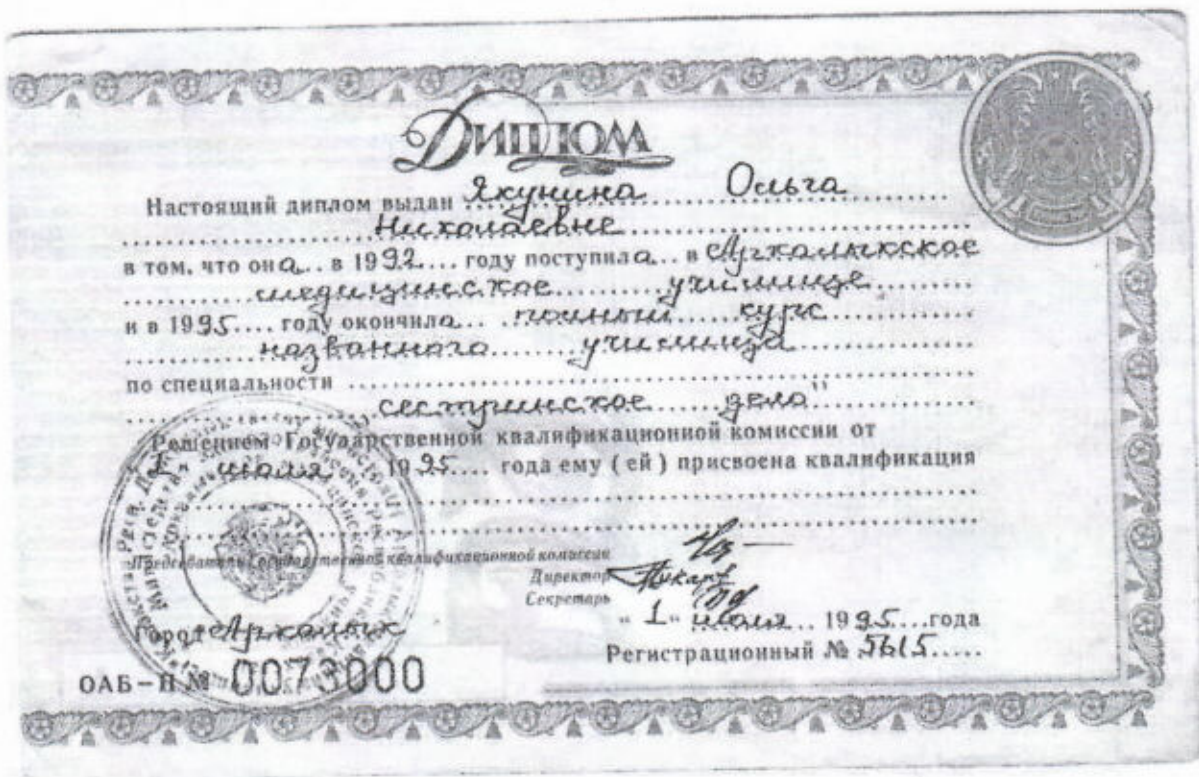 Диплом
Настоящий диплом выдан Якунина Ольга
Николаевне
в том, что она в 1992 году поступила в Аркалыкское
медицинское училище
и в 1995 году окончила полный курс
названного училища
по специальности
сестринское дело"
Решением Государственной квалификационной комиссии от
"1" июля 1995 года ему ( ей ) присвоена квалификация
Председатель Государственной квалификационной комиссии
Директор
Секретарь
"1" июля 1995 года
Город Аркалык
Регистрационный № 5615
ОАБ-II № 0073000